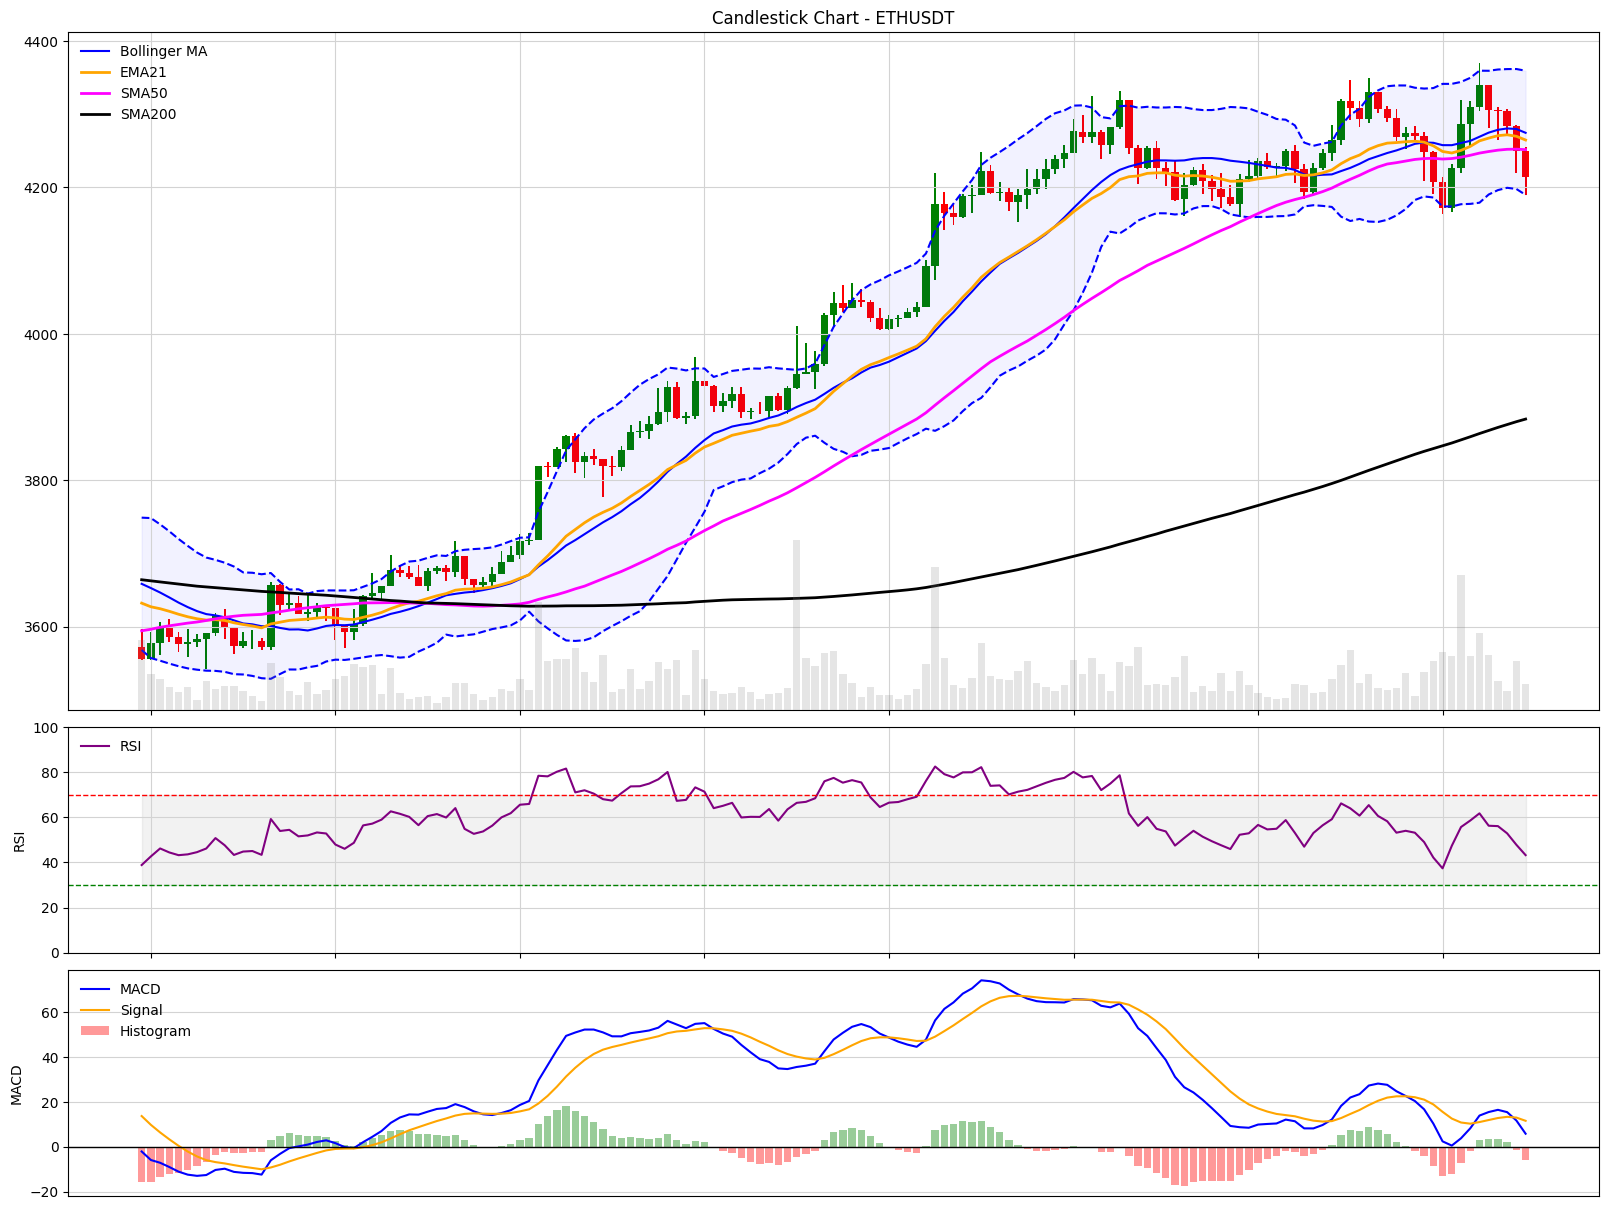 Candlestick Chart - ETHUSDT
4400
4200
4000
3800
3600
Bollinger MA
EMA21
SMA50
SMA200
100
80
60
40
20
0
RSI
RSI
60
40
20
0
−20
MACD
MACD
Signal
Histogram